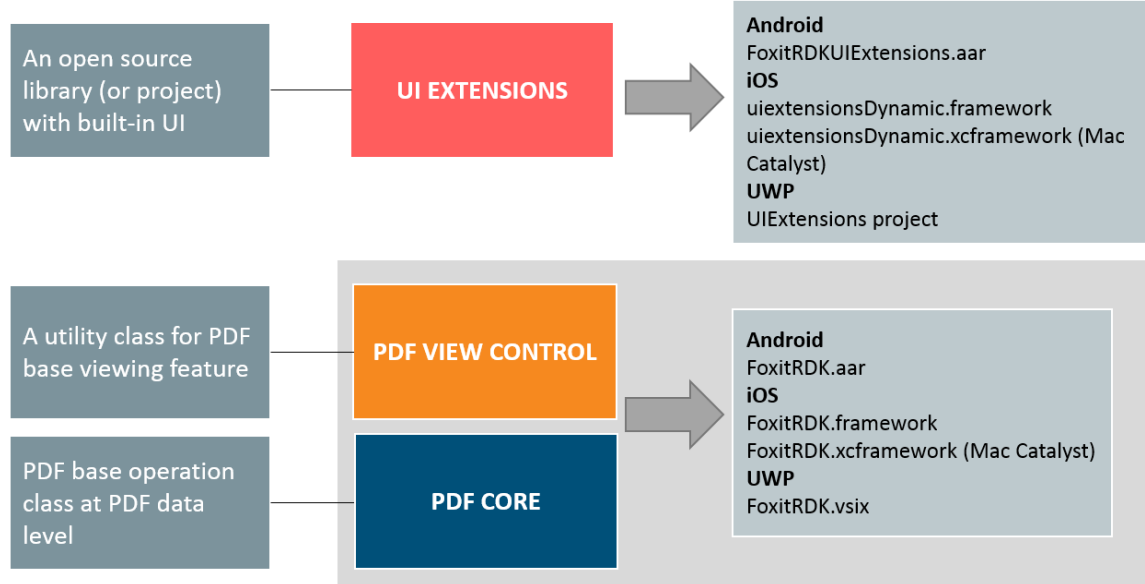 An open source
library (or project)
with built-in UI
UI EXTENSIONS
Android
FoxitRDKUIExtensions.aar
iOS
uiextensionsDynamic.framework
uiextensionsDynamic.xcframework (Mac
Catalyst)
UWP
UIExtensions project
A utility class for PDF
base viewing feature
PDF VIEW CONTROL
PDF base operation
class at PDF data
level
PDF CORE
Android
FoxitRDK.aar
iOS
FoxitRDK.framework
FoxitRDK.xcframework (Mac Catalyst)
UWP
FoxitRDK.vsix